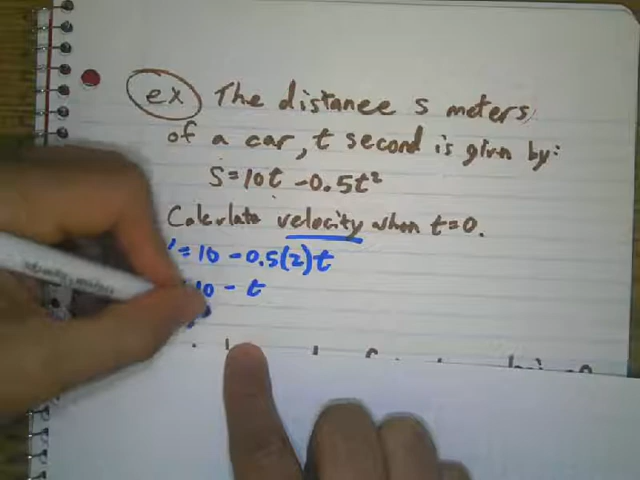 ex The distance s meters
of a car, t second is given by:
S=10t -0.5t²
Calculate velocity when t=0.
' = 10 - 0.5(2)t
10 - t